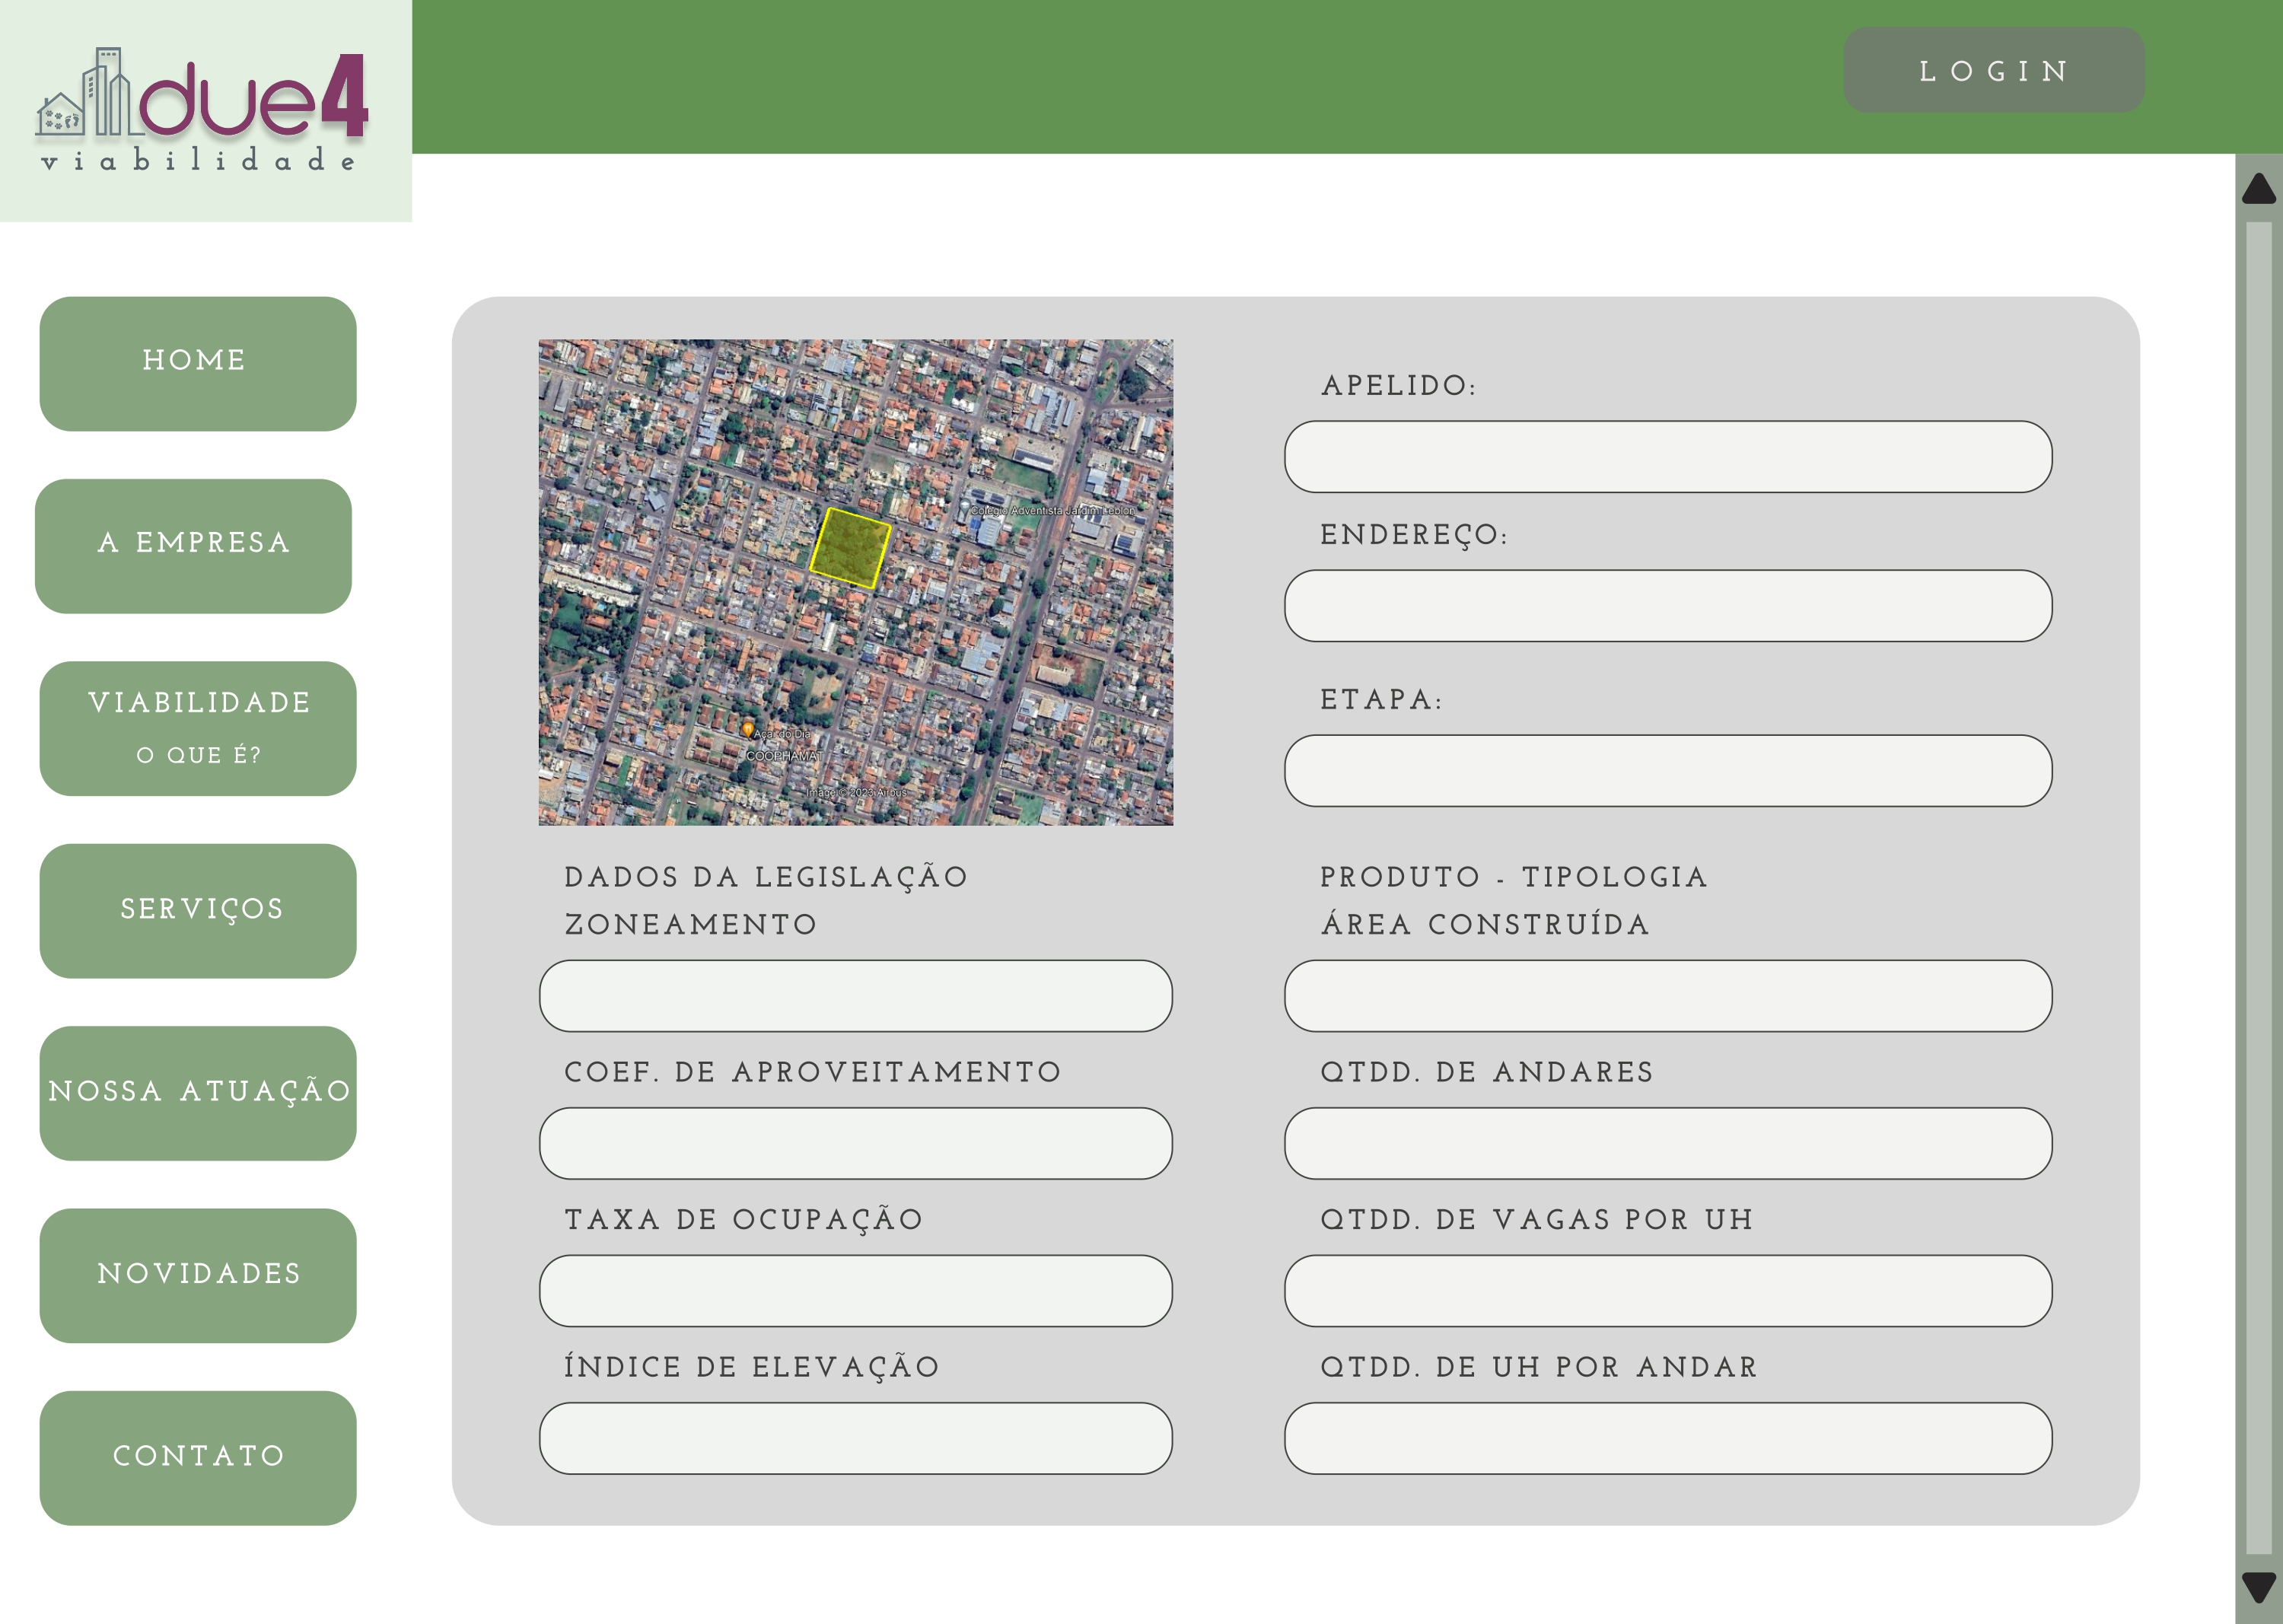 due4
viabilidade
LOGIN
HOME
A EMPRESA
VIABILIDADE
O QUE É?
SERVIÇOS
NOSSA ATUAÇÃO
NOVIDADES
CONTATO
Colégio Adventista Jardim Leblon
Açaí do Dia
COOPHAMAT
Image © 2023 Airbus
APELIDO:
ENDEREÇO:
ETAPA:
DADOS DA LEGISLAÇÃO
ZONEAMENTO
COEF. DE APROVEITAMENTO
TAXA DE OCUPAÇÃO
ÍNDICE DE ELEVAÇÃO
PRODUTO - TIPOLOGIA
ÁREA CONSTRUÍDA
QTDD. DE ANDARES
QTDD. DE VAGAS POR UH
QTDD. DE UH POR ANDAR